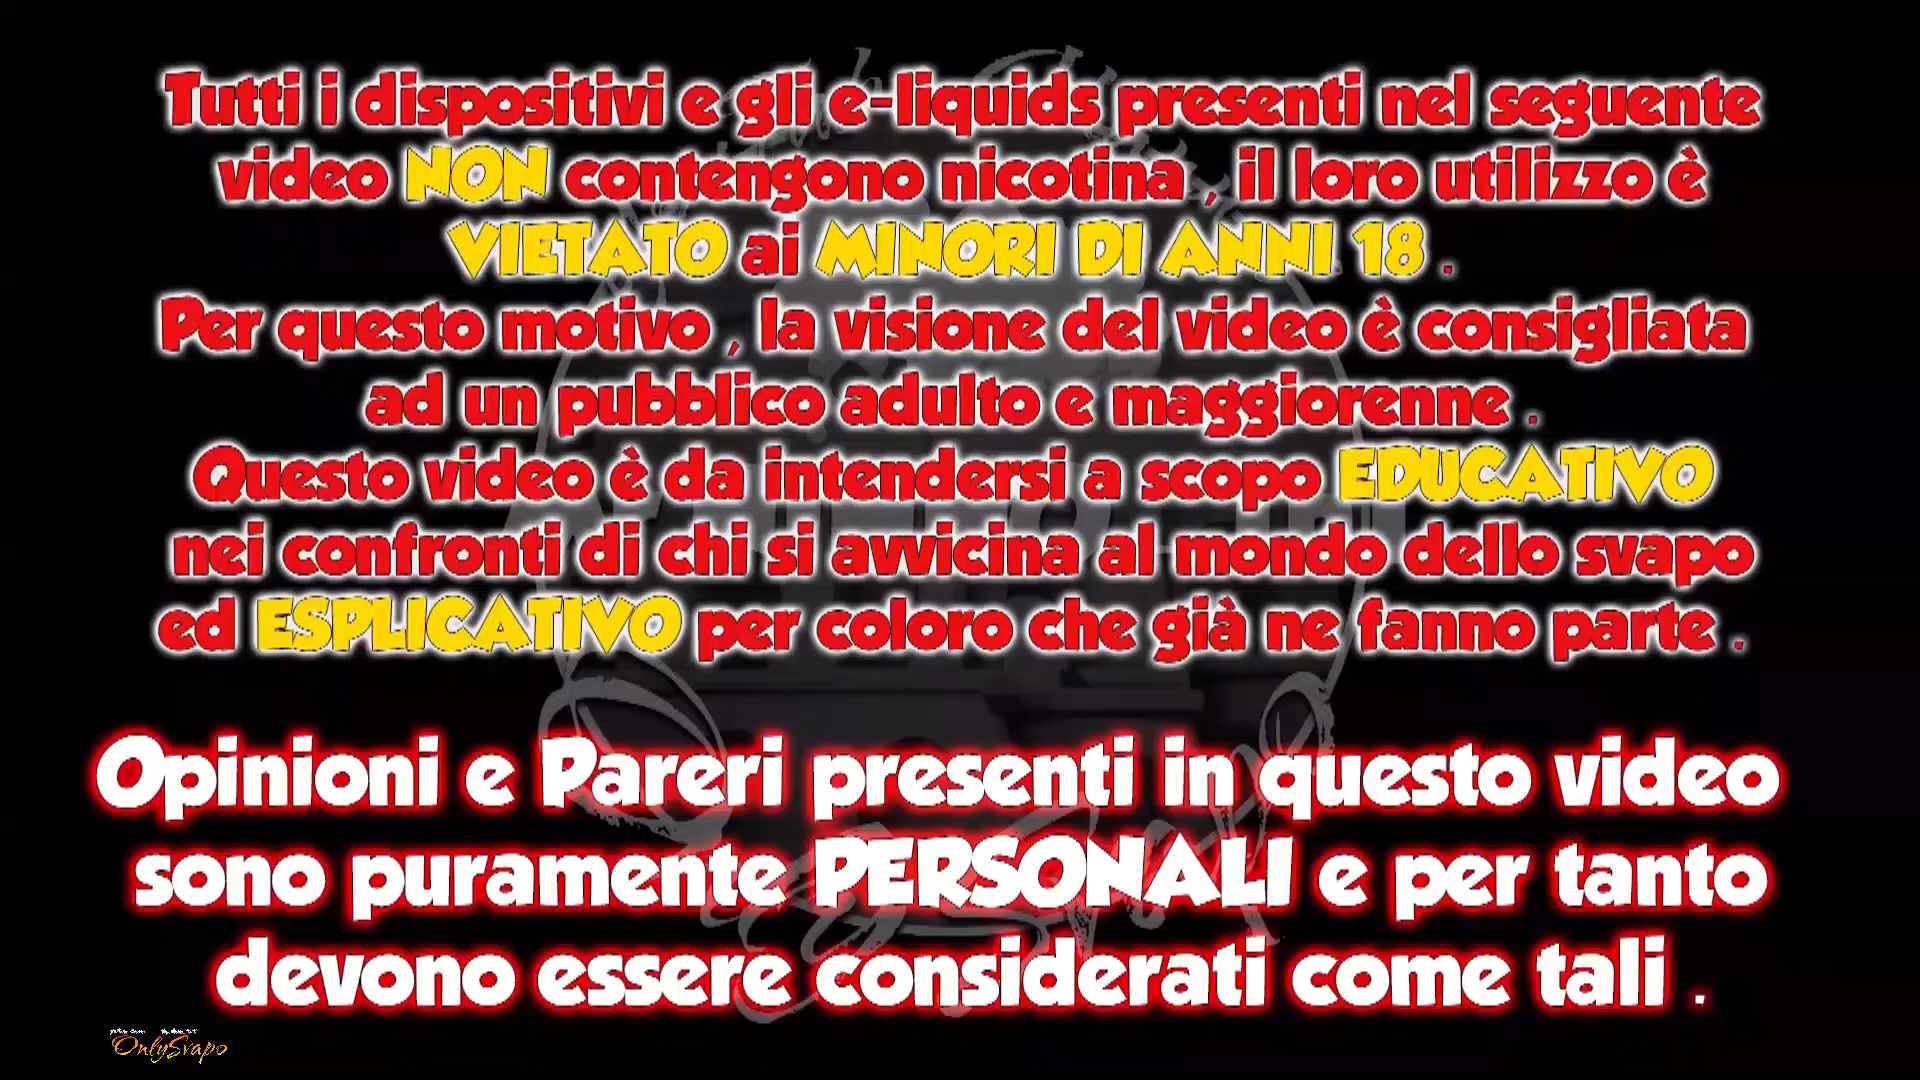 Tutti i dispositivi e gli e-liquids presenti nel seguente
video NON contengono nicotina , il loro utilizzo è
VIETATO ai MINORI DI ANNI 18 .
Per questo motivo , la visione del video è consigliata
ad un pubblico adulto e maggiorenne .
Questo video è da intendersi a scopo EDUCATIVO
nei confronti di chi si avvicina al mondo dello svapo
ed ESPLICATIVO per coloro che già ne fanno parte .
Opinioni e Pareri presenti in questo video
sono puramente PERSONALI e per tanto
devono essere considerati come tali .
OnlySvapo